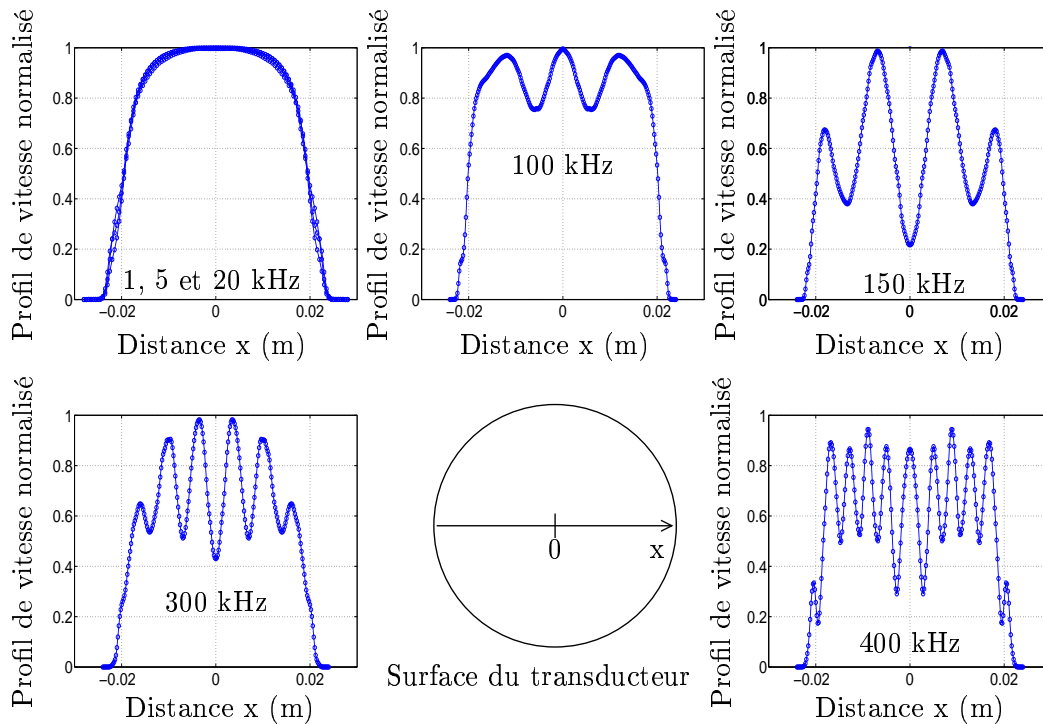 Profil de vitesse normalisé
1
0.8
0.6
0.4
0.2
0
1, 5 et 20 kHz
−0.02 0 0.02
Distance x (m)
Profil de vitesse normalisé
1
0.8
0.6
0.4
0.2
0
100 kHz
−0.02 0 0.02
Distance x (m)
Profil de vitesse normalisé
1
0.8
0.6
0.4
0.2
0
150 kHz
−0.02 0 0.02
Distance x (m)
Profil de vitesse normalisé
1
0.8
0.6
0.4
0.2
0
300 kHz
−0.02 0 0.02
Distance x (m)
0 x
Surface du transducteur
Profil de vitesse normalisé
1
0.8
0.6
0.4
0.2
0
400 kHz
−0.02 0 0.02
Distance x (m)